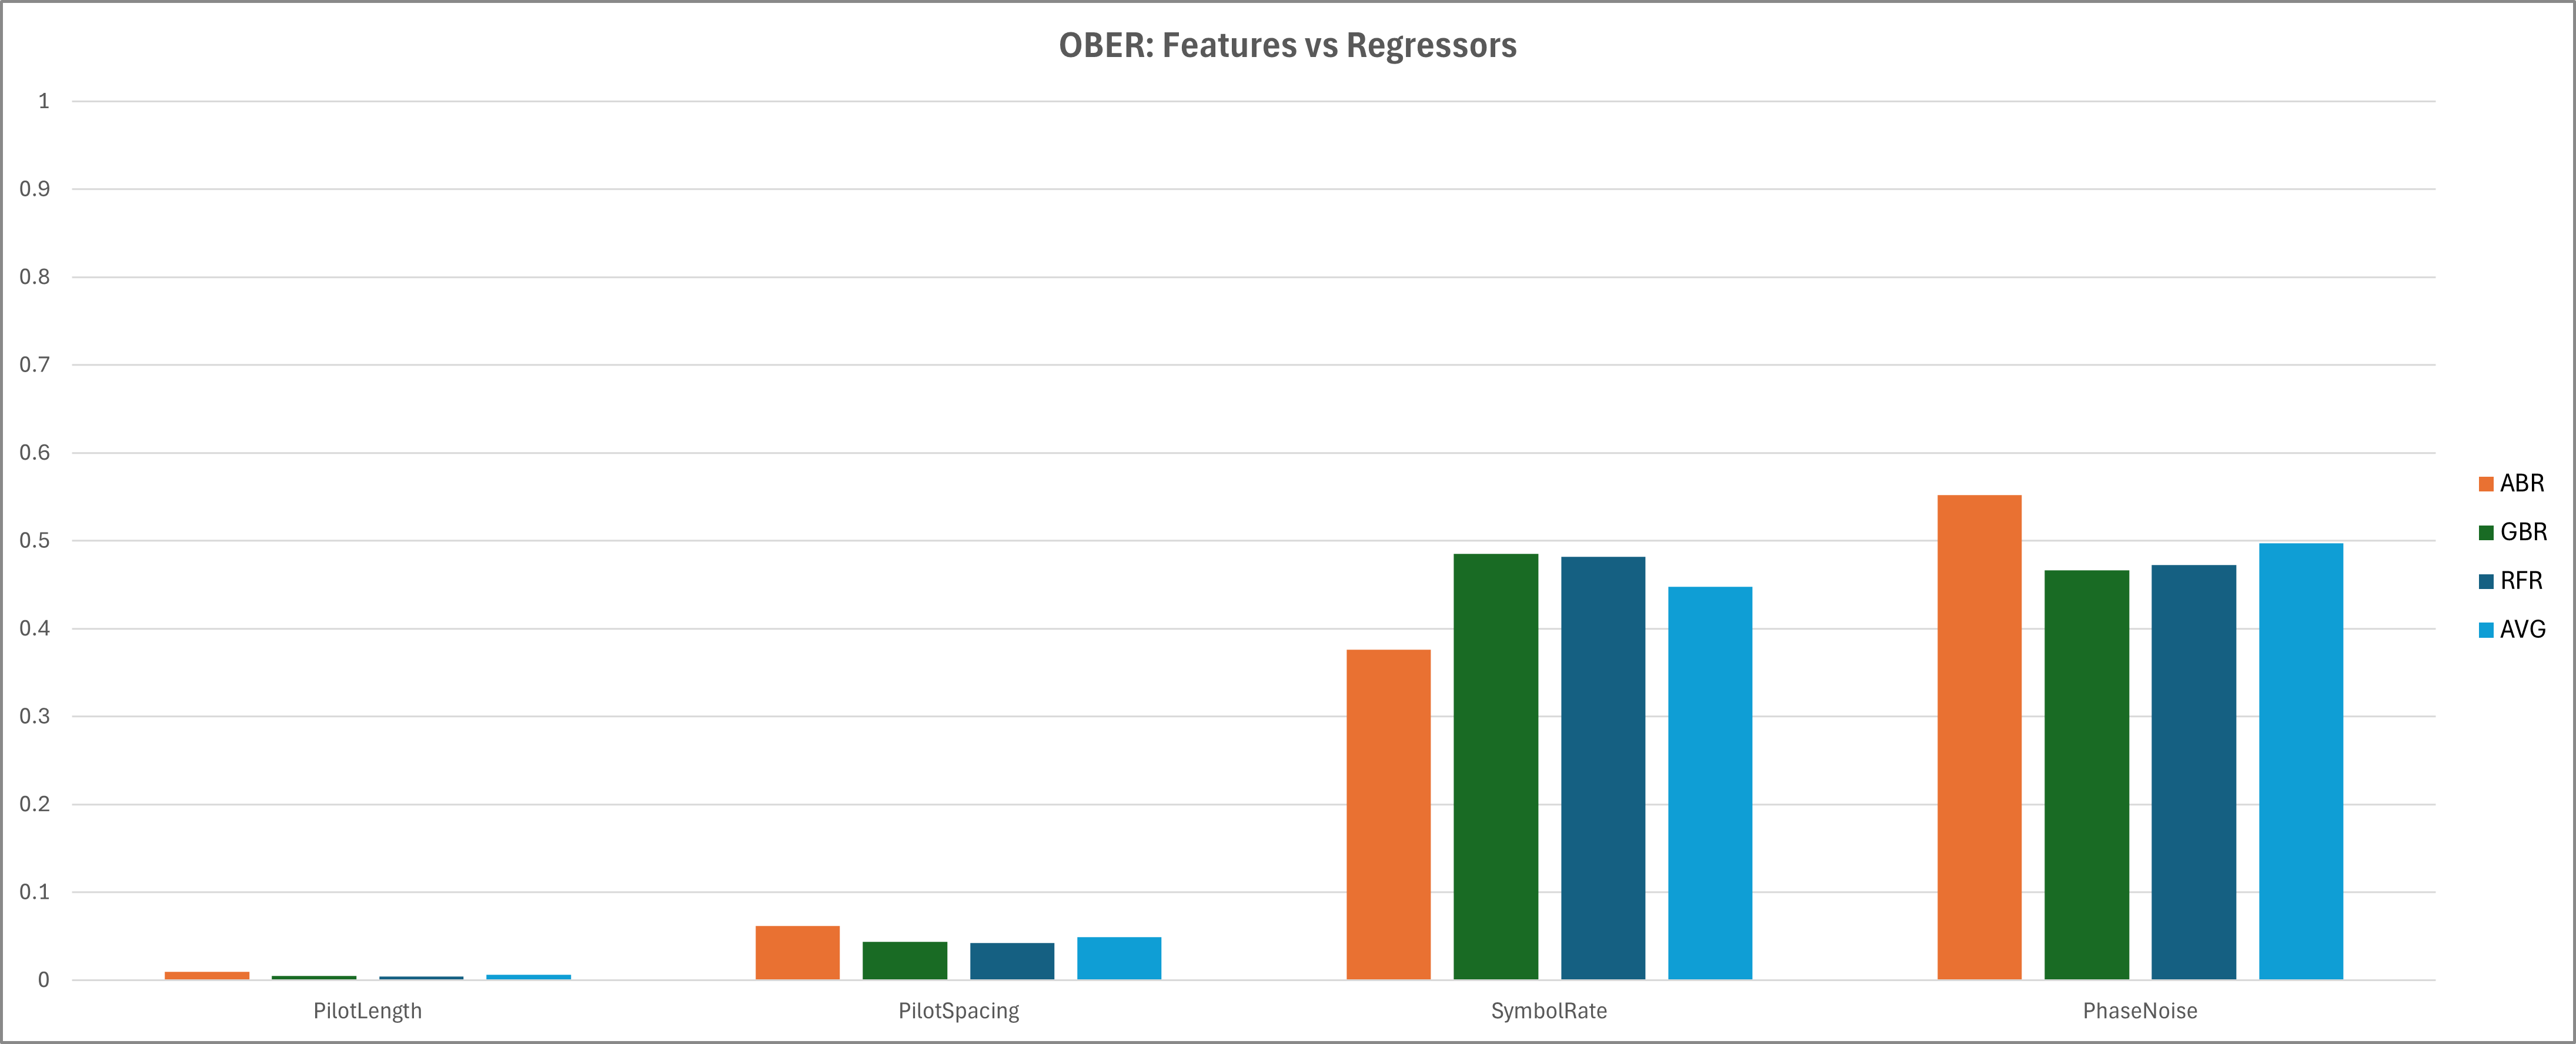 OBER: Features vs Regressors
1
0.9
0.8
0.7
0.6
0.5
0.4
0.3
0.2
0.1
0
PilotLength
PilotSpacing
SymbolRate
PhaseNoise
ABR
GBR
RFR
AVG